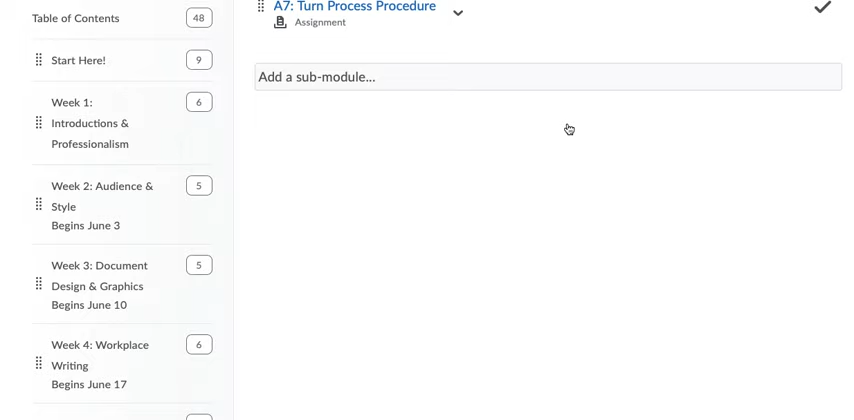 Table of Contents
48
Start Here!
9
Week 1:
Introductions &
Professionalism
6
Week 2: Audience &
Style
Begins June 3
5
Week 3: Document
Design & Graphics
Begins June 10
5
Week 4: Workplace
Writing
Begins June 17
6
A7: Turn Process Procedure
Assignment
Add a sub-module...